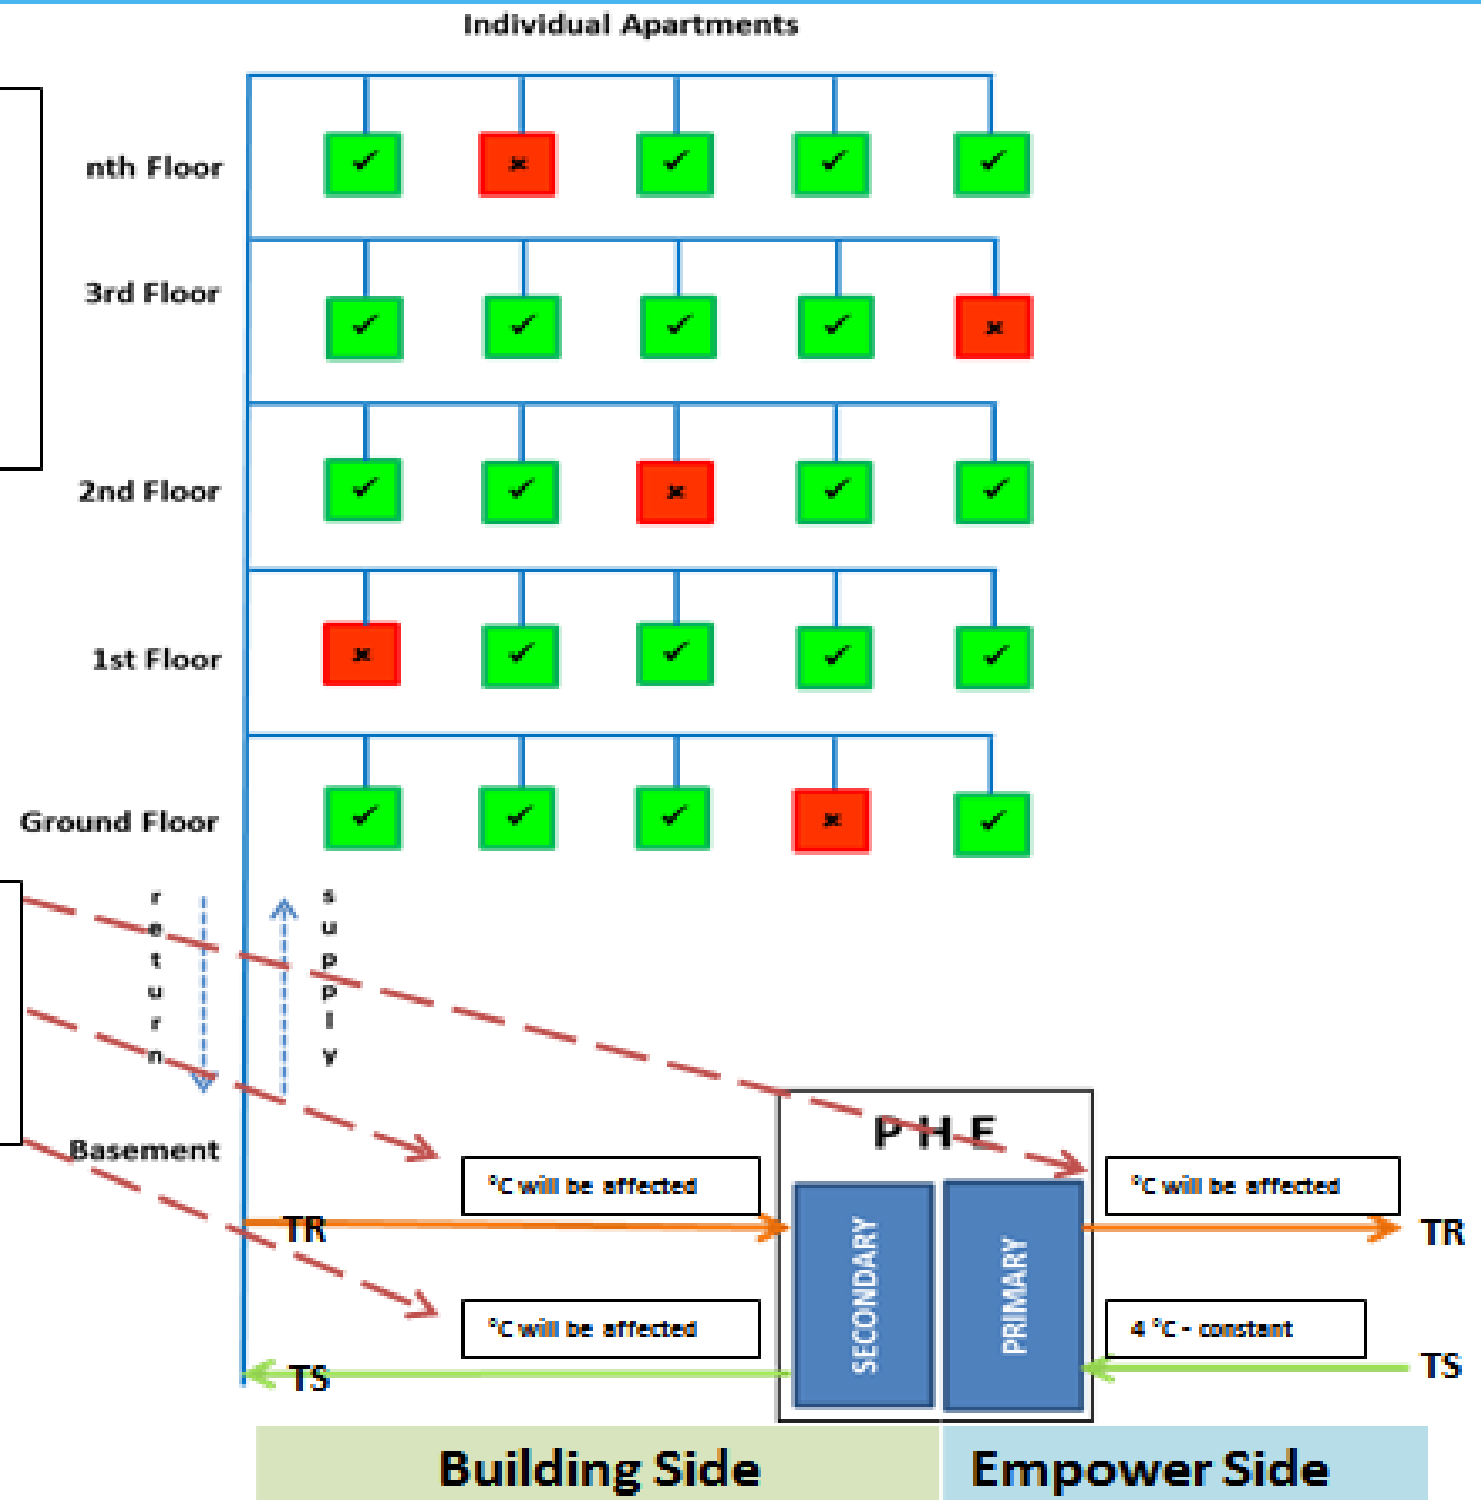 Individual Apartments
nth Floor
3rd Floor
2nd Floor
1st Floor
Ground Floor
return
supply
Basement
P H E
°C will be affected
°C will be affected
TR
TR
SECONDARY
PRIMARY
°C will be affected
4 °C - constant
TS
TS
Building Side
Empower Side